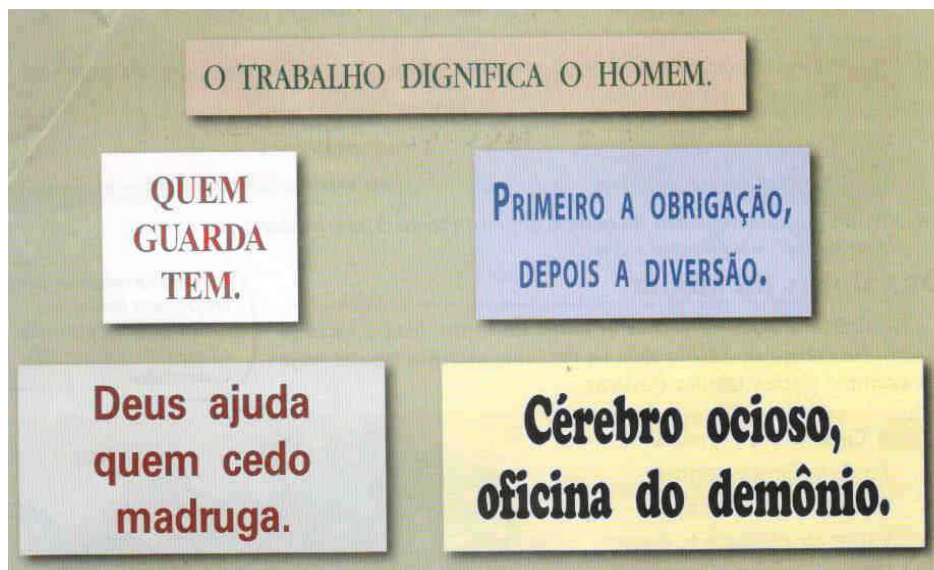 O TRABALHO DIGNIFICA O HOMEM.
QUEM
GUARDA
TEM.
PRIMEIRO A OBRIGAÇÃO,
DEPOIS A DIVERSÃO.
Deus ajuda
quem cedo
madruga.
Cérebro ocioso,
oficina do demônio.